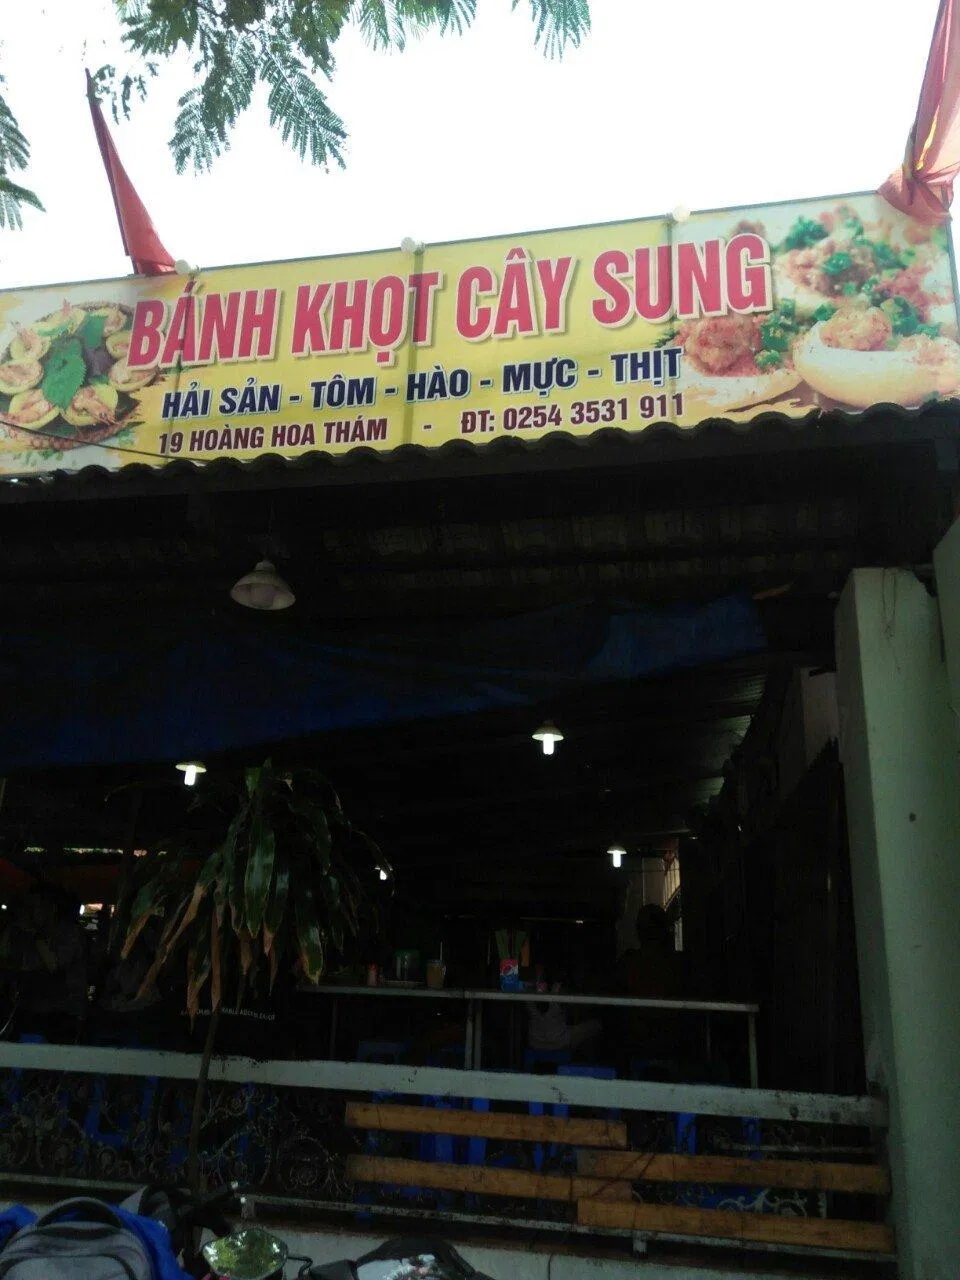 BÁNH KHỌT CÂY SUNG
HẢI SẢN - TÔM - HÀO - MỰC - THỊT
19 HOÀNG HOA THÁM - ĐT: 0254 3531 911